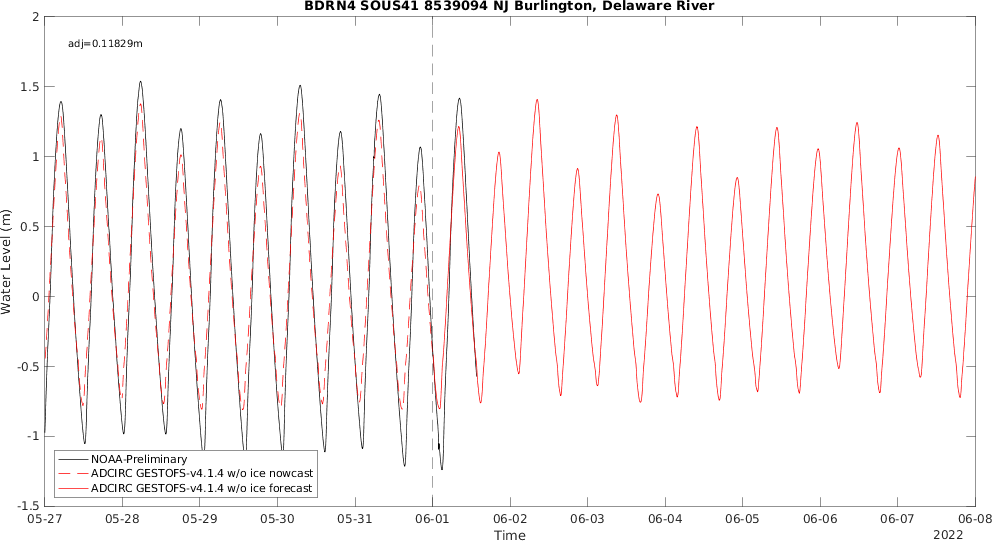 BDRN4 SOUS41 8539094 NJ Burlington, Delaware River
2
adj=0.11829m
1.5
1
0.5
0
-0.5
-1
-1.5
Water Level (m)
NOAA-Preliminary
ADCIRC GESTOFS-v4.1.4 w/o ice nowcast
ADCIRC GESTOFS-v4.1.4 w/o ice forecast
05-27 05-28 05-29 05-30 05-31 06-01 06-02 06-03 06-04 06-05 06-06 06-07 06-08
Time
2022